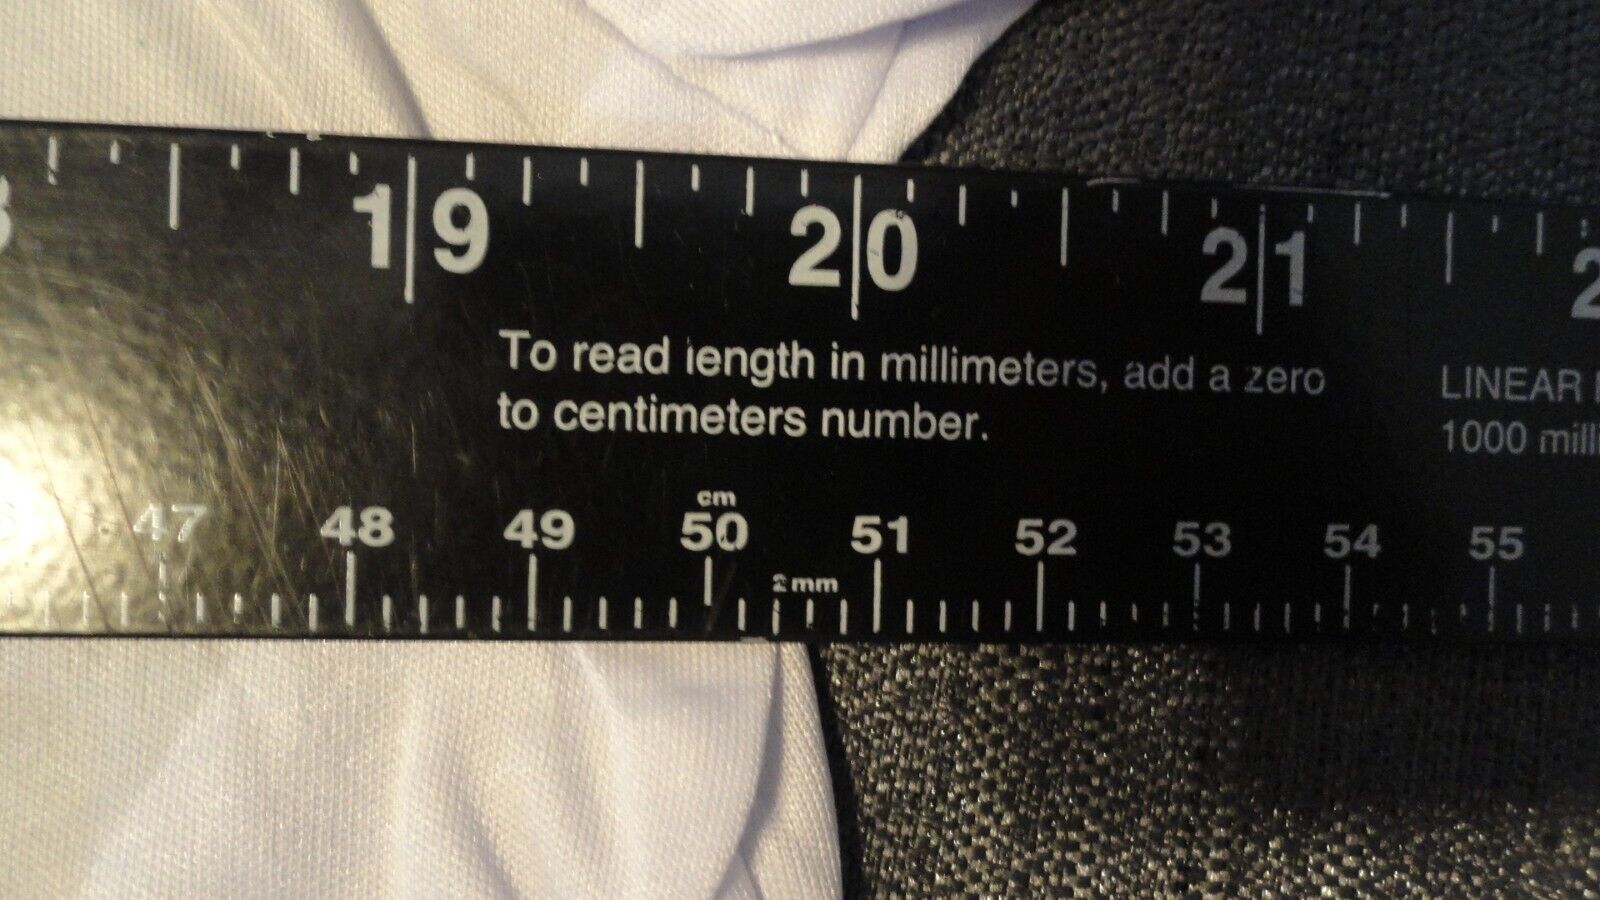 19 20 21
To read length in millimeters, add a zero
to centimeters number.
LINEAR
1000 milli
cm
47 48 49 50 51 52 53 54 55
2mm